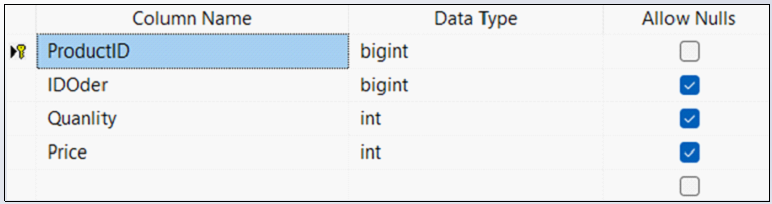 Column Name Data Type Allow Nulls
ProductID bigint
IDOder bigint
Quanlity int
Price int